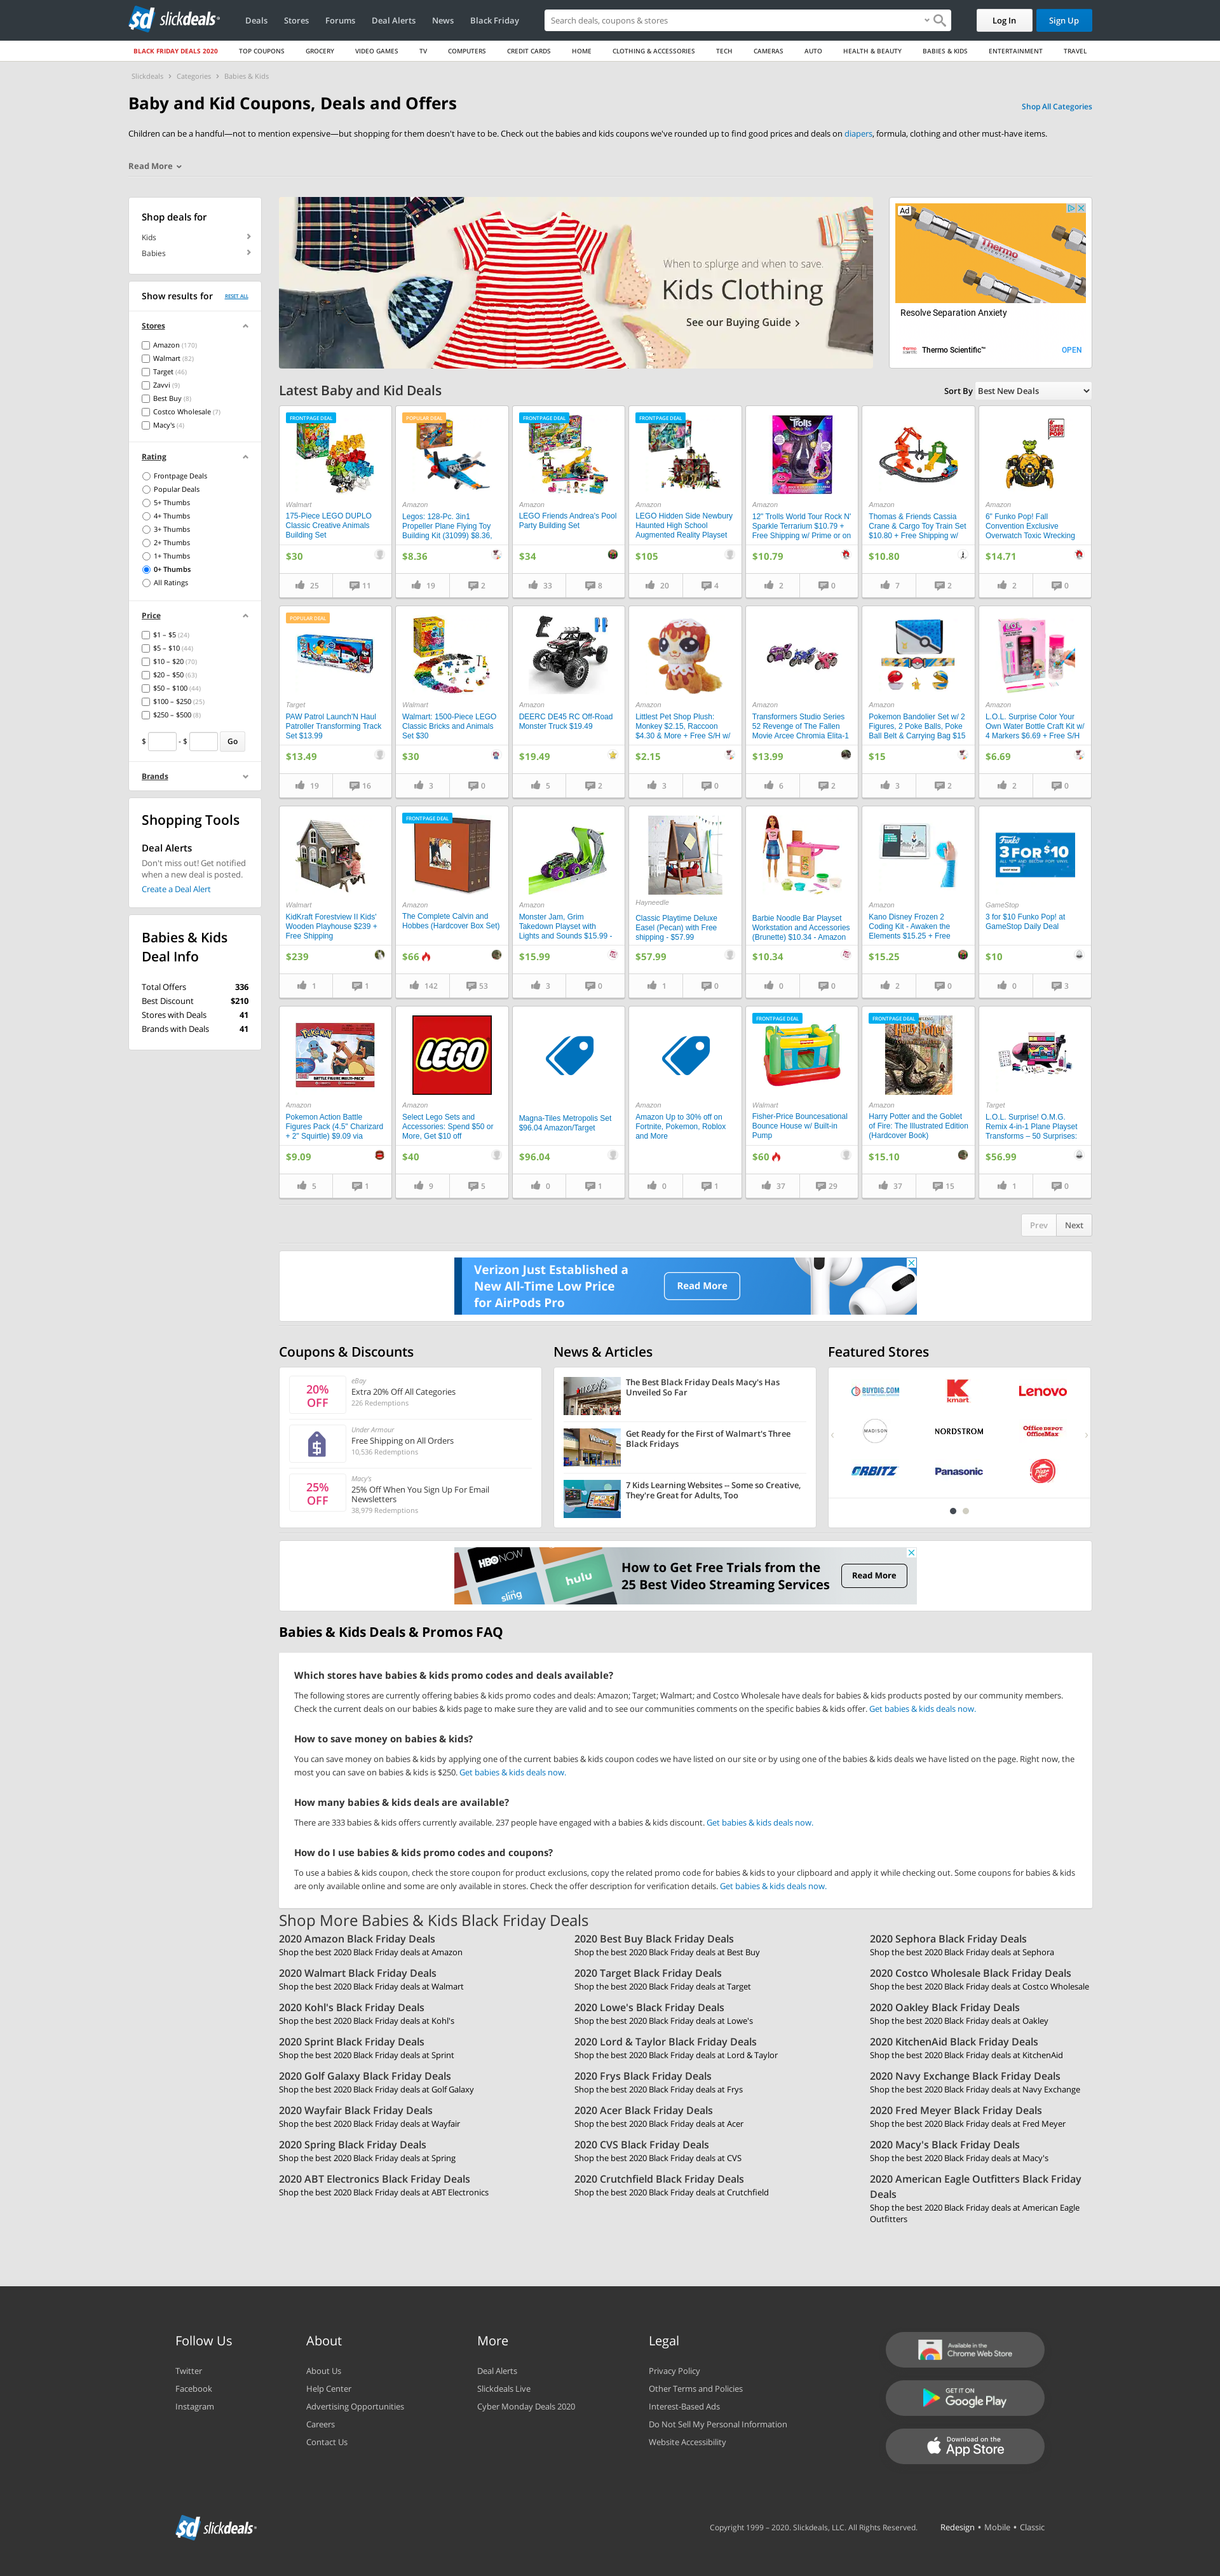 sd slickdeals
Deals Stores Forums Deal Alerts News Black Friday
Search deals, coupons & stores
Log In
Sign Up
BLACK FRIDAY DEALS 2020 TOP COUPONS GROCERY VIDEO GAMES TV COMPUTERS CREDIT CARDS HOME CLOTHING & ACCESSORIES TECH CAMERAS AUTO HEALTH & BEAUTY BABIES & KIDS ENTERTAINMENT TRAVEL
Slickdeals › Categories › Babies & Kids
Baby and Kid Coupons, Deals and Offers
Shop All Categories
Children can be a handful—not to mention expensive—but shopping for them doesn't have to be. Check out the babies and kids coupons we've rounded up to find good prices and deals on diapers, formula, clothing and other must-have items.
Read More
Shop deals for
Kids
Babies
Show results for RESET ALL
Stores
Amazon (170)
Walmart (82)
Target (46)
Zavvi (9)
Best Buy (8)
Costco Wholesale (7)
Macy's (4)
Rating
Frontpage Deals
Popular Deals
5+ Thumbs
4+ Thumbs
3+ Thumbs
2+ Thumbs
1+ Thumbs
0+ Thumbs
All Ratings
Price
$1 – $5 (24)
$5 – $10 (44)
$10 – $20 (70)
$20 – $50 (63)
$50 – $100 (44)
$100 – $250 (25)
$250 – $500 (8)
$ - $ Go
Brands
Shopping Tools
Deal Alerts
Don't miss out! Get notified
when a new deal is posted.
Create a Deal Alert
Babies & Kids
Deal Info
Total Offers 336
Best Discount $210
Stores with Deals 41
Brands with Deals 41
When to splurge and when to save.
Kids Clothing
See our Buying Guide
Ad
Thermo
Resolve Separation Anxiety
Thermo Scientific™
OPEN
Latest Baby and Kid Deals
Sort By Best New Deals
FRONTPAGE DEAL
Walmart
175-Piece LEGO DUPLO
Classic Creative Animals
Building Set
$30
25 11
POPULAR DEAL
Amazon
Legos: 128-Pc. 3in1
Propeller Plane Flying Toy
Building Kit (31099) $8.36,
$8.36
19 2
FRONTPAGE DEAL
Amazon
LEGO Friends Andrea's Pool
Party Building Set
$34
33 8
FRONTPAGE DEAL
Amazon
LEGO Hidden Side Newbury
Haunted High School
Augmented Reality Playset
$105
20 4
Trolls
Amazon
12" Trolls World Tour Rock N'
Sparkle Terrarium $10.79 +
Free Shipping w/ Prime or on
$10.79
2 0
Amazon
Thomas & Friends Cassia
Crane & Cargo Toy Train Set
$10.80 + Free Shipping w/
$10.80
7 2
Amazon
6" Funko Pop! Fall
Convention Exclusive
Overwatch Toxic Wrecking
$14.71
2 0
POPULAR DEAL
Target
PAW Patrol Launch'N Haul
Patroller Transforming Track
Set $13.99
$13.49
19 16
Walmart
Walmart: 1500-Piece LEGO
Classic Bricks and Animals
Set $30
$30
3 0
Amazon
DEERC DE45 RC Off-Road
Monster Truck $19.49
$19.49
5 2
Amazon
Littlest Pet Shop Plush:
Monkey $2.15, Raccoon
$4.30 & More + Free S/H w/
$2.15
3 0
Amazon
Transformers Studio Series
52 Revenge of The Fallen
Movie Arcee Chromia Elita-1
$13.99
6 2
Amazon
Pokemon Bandolier Set w/ 2
Figures, 2 Poke Balls, Poke
Ball Belt & Carrying Bag $15
$15
3 2
Amazon
L.O.L. Surprise Color Your
Own Water Bottle Craft Kit w/
4 Markers $6.69 + Free S/H
$6.69
2 0
Walmart
KidKraft Forestview II Kids'
Wooden Playhouse $239 +
Free Shipping
$239
1 1
FRONTPAGE DEAL
Amazon
The Complete Calvin and
Hobbes (Hardcover Box Set)
$66
142 53
Amazon
Monster Jam, Grim
Takedown Playset with
Lights and Sounds $15.99 -
$15.99
3 0
Hayneedle
Classic Playtime Deluxe
Easel (Pecan) with Free
shipping - $57.99
$57.99
1 0
Barbie Noodle Bar Playset
Workstation and Accessories
(Brunette) $10.34 - Amazon
$10.34
0 0
Amazon
Kano Disney Frozen 2
Coding Kit - Awaken the
Elements $15.25 + Free
$15.25
2 0
Funko
3 FOR $10
GameStop
3 for $10 Funko Pop! at
GameStop Daily Deal
$10
0 3
Pokémon
BATTLE FIGURE MULTI-PACK
Amazon
Pokemon Action Battle
Figures Pack (4.5" Charizard
+ 2" Squirtle) $9.09 via
$9.09
5 1
LEGO
Amazon
Select Lego Sets and
Accessories: Spend $50 or
More, Get $10 off
$40
9 5
Magna-Tiles Metropolis Set
$96.04 Amazon/Target
$96.04
0 1
Amazon
Amazon Up to 30% off on
Fortnite, Pokemon, Roblox
and More
0 1
FRONTPAGE DEAL
Walmart
Fisher-Price Bouncesational
Bounce House w/ Built-in
Pump
$60
37 29
FRONTPAGE DEAL
Harry Potter
Amazon
Harry Potter and the Goblet
of Fire: The Illustrated Edition
(Hardcover Book)
$15.10
37 15
Target
L.O.L. Surprise! O.M.G.
Remix 4-in-1 Plane Playset
Transforms – 50 Surprises:
$56.99
1 0
Prev Next
Verizon Just Established a
New All-Time Low Price
for AirPods Pro
Read More
Coupons & Discounts
20%
OFF
eBay
Extra 20% Off All Categories
226 Redemptions
Under Armour
Free Shipping on All Orders
10,536 Redemptions
25%
OFF
Macy's
25% Off When You Sign Up For Email
Newsletters
38,979 Redemptions
News & Articles
The Best Black Friday Deals Macy's Has
Unveiled So Far
Get Ready for the First of Walmart's Three
Black Fridays
7 Kids Learning Websites -- Some so Creative,
They're Great for Adults, Too
Featured Stores
BUYDIG.COM
kmart
Lenovo
MADISON
NORDSTROM
Office DEPOT
OfficeMax
ORBITZ
Panasonic
Pizza Hut
HBO NOW
sling
hulu
How to Get Free Trials from the
25 Best Video Streaming Services
Read More
Babies & Kids Deals & Promos FAQ
Which stores have babies & kids promo codes and deals available?
The following stores are currently offering babies & kids promo codes and deals: Amazon; Target; Walmart; and Costco Wholesale have deals for babies & kids products posted by our community members.
Check the current deals on our babies & kids page to make sure they are valid and to see our communities comments on the specific babies & kids offer. Get babies & kids deals now.
How to save money on babies & kids?
You can save money on babies & kids by applying one of the current babies & kids coupon codes we have listed on our site or by using one of the babies & kids deals we have listed on the page. Right now, the
most you can save on babies & kids is $250. Get babies & kids deals now.
How many babies & kids deals are available?
There are 333 babies & kids offers currently available. 237 people have engaged with a babies & kids discount. Get babies & kids deals now.
How do I use babies & kids promo codes and coupons?
To use a babies & kids coupon, check the store coupon for product exclusions, copy the related promo code for babies & kids to your clipboard and apply it while checking out. Some coupons for babies & kids
are only available online and some are only available in stores. Check the offer description for verification details. Get babies & kids deals now.
Shop More Babies & Kids Black Friday Deals
2020 Amazon Black Friday Deals
Shop the best 2020 Black Friday deals at Amazon
2020 Best Buy Black Friday Deals
Shop the best 2020 Black Friday deals at Best Buy
2020 Sephora Black Friday Deals
Shop the best 2020 Black Friday deals at Sephora
2020 Walmart Black Friday Deals
Shop the best 2020 Black Friday deals at Walmart
2020 Target Black Friday Deals
Shop the best 2020 Black Friday deals at Target
2020 Costco Wholesale Black Friday Deals
Shop the best 2020 Black Friday deals at Costco Wholesale
2020 Kohl's Black Friday Deals
Shop the best 2020 Black Friday deals at Kohl's
2020 Lowe's Black Friday Deals
Shop the best 2020 Black Friday deals at Lowe's
2020 Oakley Black Friday Deals
Shop the best 2020 Black Friday deals at Oakley
2020 Sprint Black Friday Deals
Shop the best 2020 Black Friday deals at Sprint
2020 Lord & Taylor Black Friday Deals
Shop the best 2020 Black Friday deals at Lord & Taylor
2020 KitchenAid Black Friday Deals
Shop the best 2020 Black Friday deals at KitchenAid
2020 Golf Galaxy Black Friday Deals
Shop the best 2020 Black Friday deals at Golf Galaxy
2020 Frys Black Friday Deals
Shop the best 2020 Black Friday deals at Frys
2020 Navy Exchange Black Friday Deals
Shop the best 2020 Black Friday deals at Navy Exchange
2020 Wayfair Black Friday Deals
Shop the best 2020 Black Friday deals at Wayfair
2020 Acer Black Friday Deals
Shop the best 2020 Black Friday deals at Acer
2020 Fred Meyer Black Friday Deals
Shop the best 2020 Black Friday deals at Fred Meyer
2020 Spring Black Friday Deals
Shop the best 2020 Black Friday deals at Spring
2020 CVS Black Friday Deals
Shop the best 2020 Black Friday deals at CVS
2020 Macy's Black Friday Deals
Shop the best 2020 Black Friday deals at Macy's
2020 ABT Electronics Black Friday Deals
Shop the best 2020 Black Friday deals at ABT Electronics
2020 Crutchfield Black Friday Deals
Shop the best 2020 Black Friday deals at Crutchfield
2020 American Eagle Outfitters Black Friday
Deals
Shop the best 2020 Black Friday deals at American Eagle
Outfitters
Follow Us
Twitter
Facebook
Instagram
About
About Us
Help Center
Advertising Opportunities
Careers
Contact Us
More
Deal Alerts
Slickdeals Live
Cyber Monday Deals 2020
Legal
Privacy Policy
Other Terms and Policies
Interest-Based Ads
Do Not Sell My Personal Information
Website Accessibility
Available in the
Chrome Web Store
GET IT ON
Google Play
Download on the
App Store
sd slickdeals
Copyright 1999 – 2020. Slickdeals, LLC. All Rights Reserved.
Redesign • Mobile • Classic